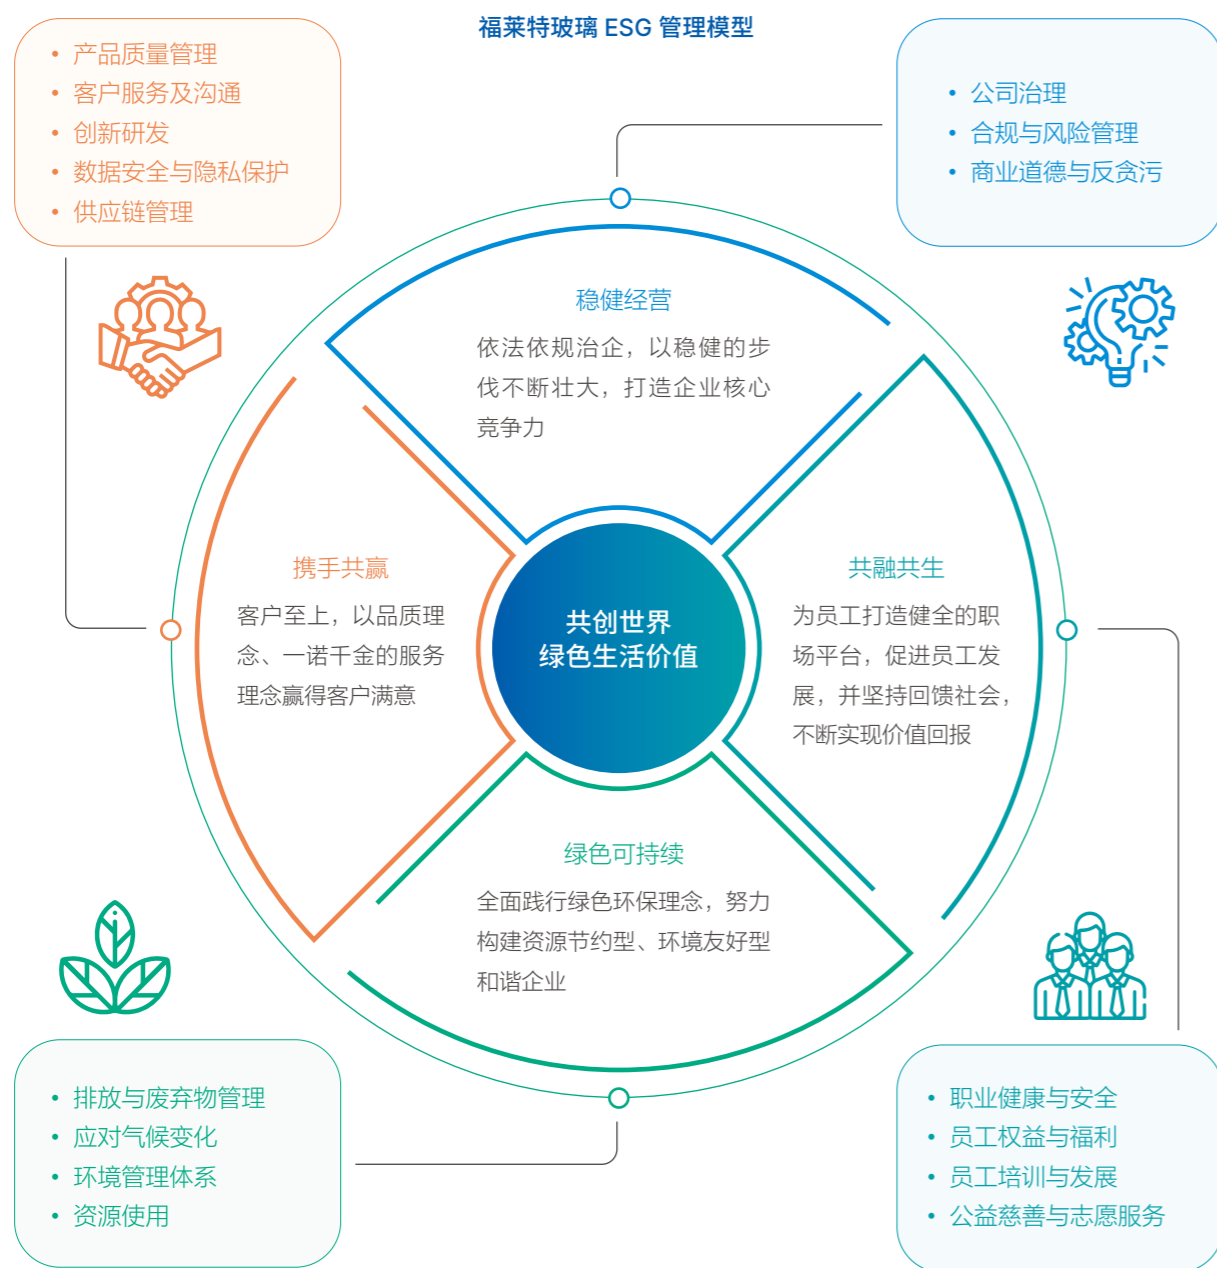 福莱特玻璃 ESG 管理模型
• 产品质量管理
• 客户服务及沟通
• 创新研发
• 数据安全与隐私保护
• 供应链管理
• 公司治理
• 合规与风险管理
• 商业道德与反贪污
稳健经营
依法依规治企，以稳健的步
伐不断壮大，打造企业核心
竞争力
携手共赢
客户至上，以品质理
念、一诺千金的服务
理念赢得客户满意
共创世界
绿色生活价值
共融共生
为员工打造健全的职
场平台，促进员工发
展，并坚持回馈社会，
不断实现价值回报
绿色可持续
全面践行绿色环保理念，努力
构建资源节约型、环境友好型
和谐企业
• 排放与废弃物管理
• 应对气候变化
• 环境管理体系
• 资源使用
• 职业健康与安全
• 员工权益与福利
• 员工培训与发展
• 公益慈善与志愿服务